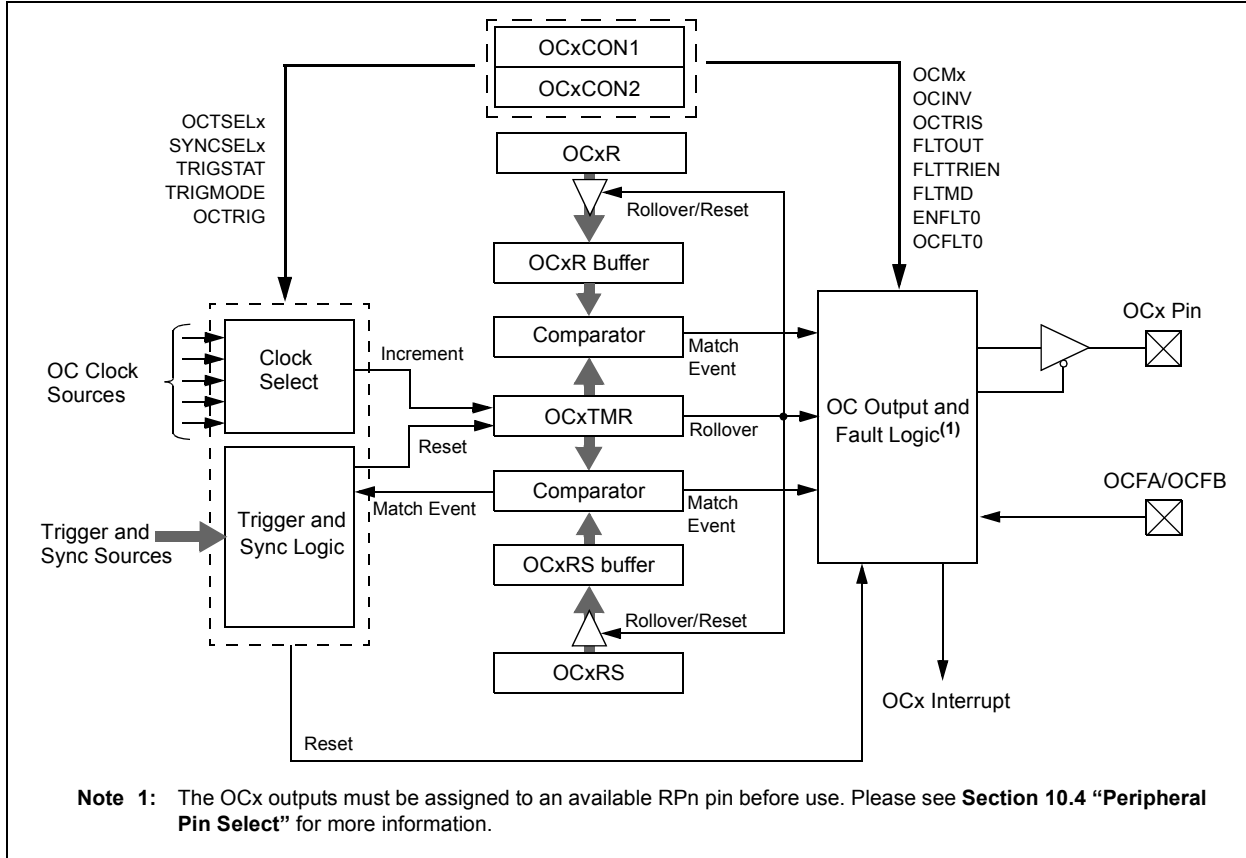 OCxCON1
OCxCON2
OCTSELx
SYNCSELx
TRIGSTAT
TRIGMODE
OCTRIG
OCMx
OCINV
OCTRIS
FLTOUT
FLTTRIEN
FLTMD
ENFLT0
OCFLT0
OCxR
Rollover/Reset
OCxR Buffer
OC Clock
Sources
Clock
Select
Increment
Comparator
Match
Event
OCxTMR
Rollover
Reset
OC Output and
Fault Logic(1)
OCx Pin
Trigger and
Sync Sources
Trigger and
Sync Logic
Match Event
Comparator
Match
Event
OCFA/OCFB
OCxRS buffer
Rollover/Reset
OCxRS
OCx Interrupt
Reset
Note 1: The OCx outputs must be assigned to an available RPn pin before use. Please see Section 10.4 “Peripheral
Pin Select” for more information.